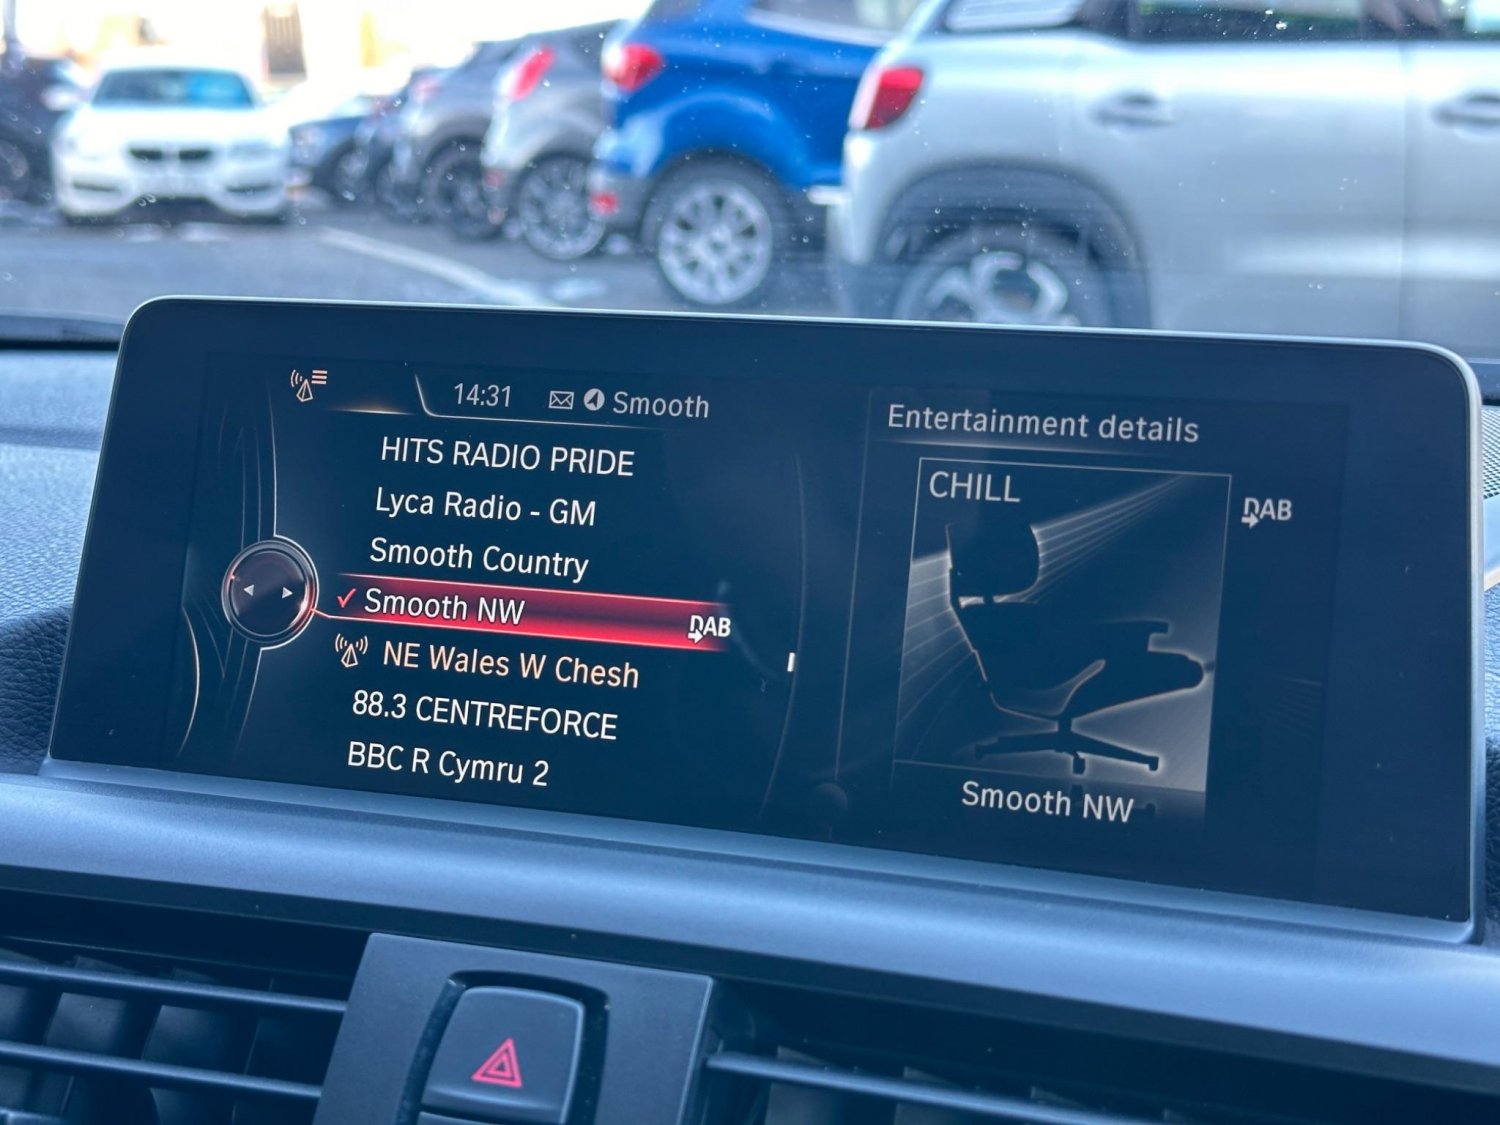 14:31 Smooth
HITS RADIO PRIDE
Lyca Radio - GM
Smooth Country
Smooth NW DAB
NE Wales W Chesh
88.3 CENTREFORCE
BBC R Cymru 2
Entertainment details
CHILL
DAB
Smooth NW